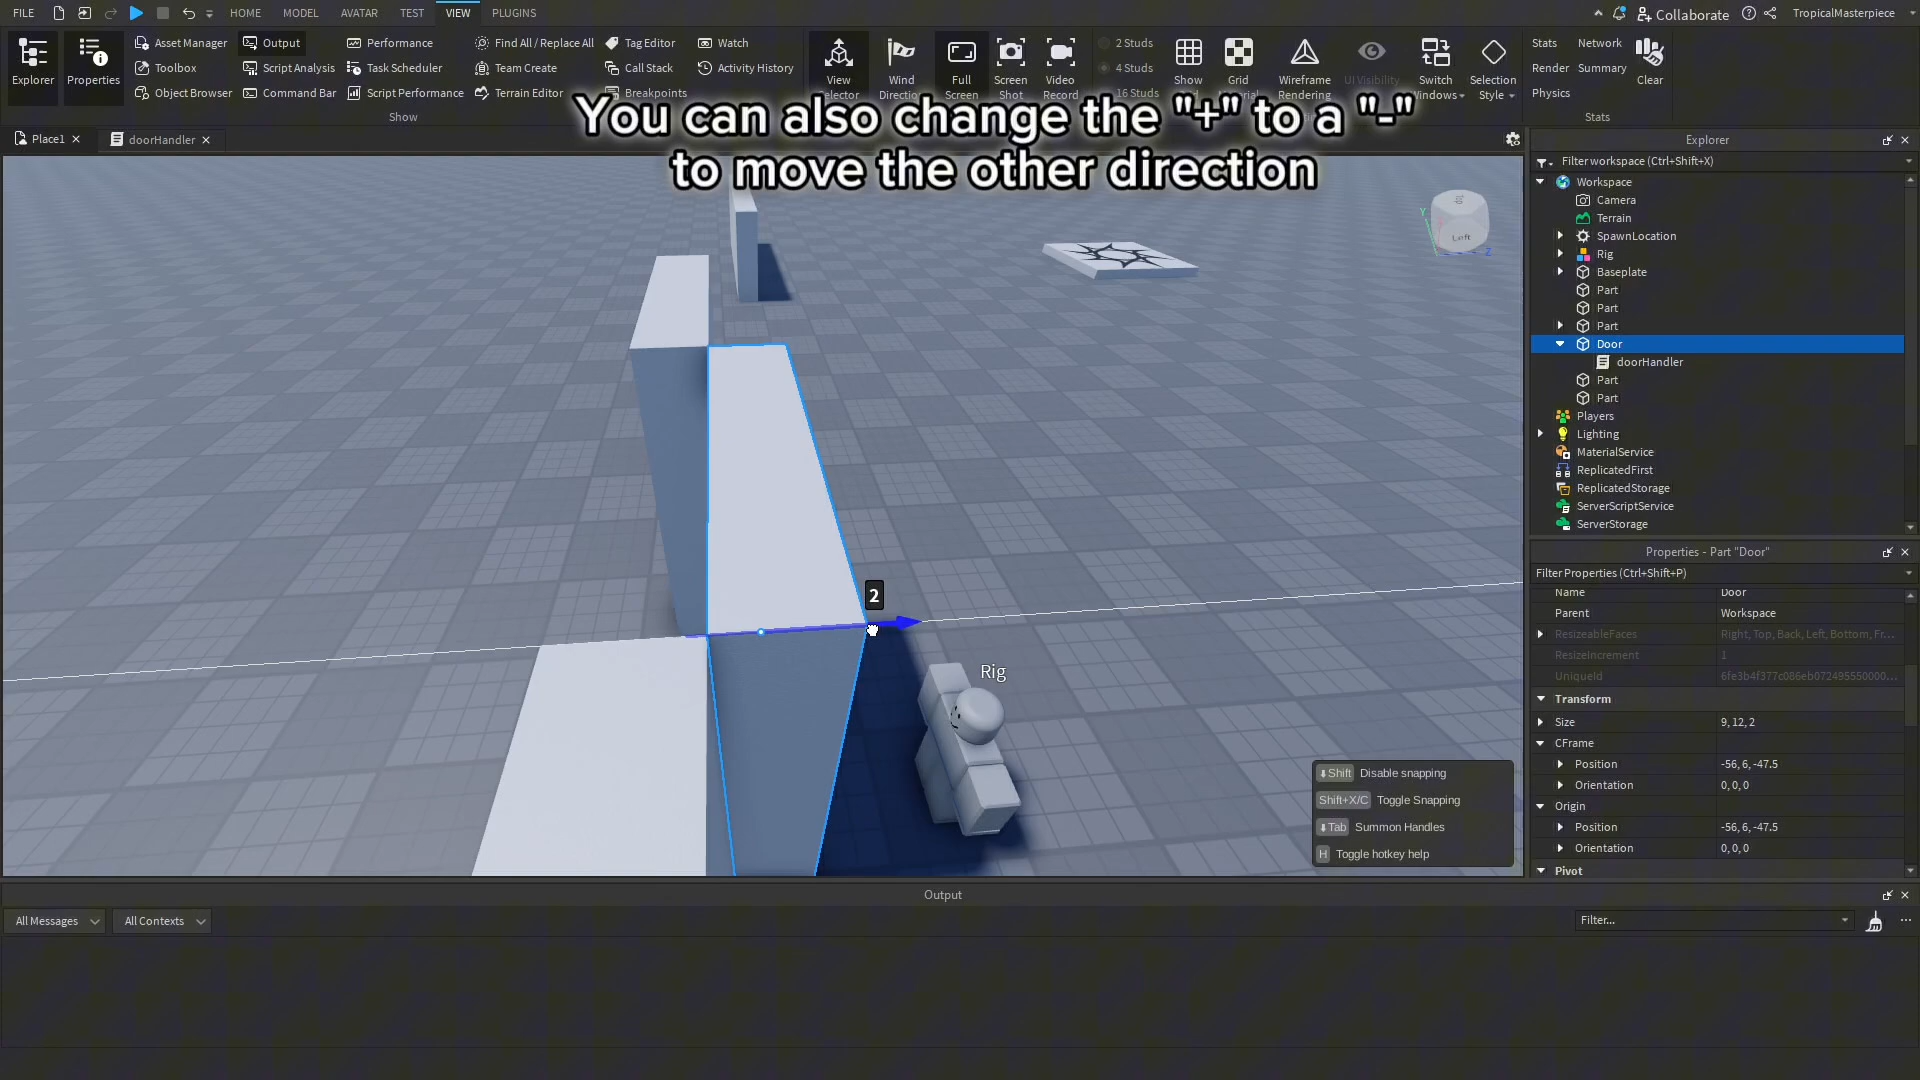 FILE HOME MODEL AVATAR TEST VIEW PLUGINS Collaborate TropicalMasterpiece
Explorer
Properties
Asset Manager
Toolbox
Object Browser
Output
Script Analysis
Command Bar
Performance
Task Scheduler
Script Performance
Find All / Replace All
Team Create
Terrain Editor
Tag Editor
Call Stack
Breakpoints
Watch
Activity History
Show
View
Selector
Wind
Direction
Full
Screen
Screen
Shot
Video
Record
2 Studs
4 Studs
16 Studs
Show
Grid
Material
Wireframe
Rendering
UI Visibility
Switch
Windows
Selection
Style
Stats
Render
Physics
Network
Summary
Clear
Stats
You can also change the "+" to a "-"
to move the other direction
Place1
doorHandler
Y
Z
Left
2
Rig
Shift Disable snapping
Shift+X/C Toggle Snapping
Tab Summon Handles
H Toggle hotkey help
Explorer
Filter workspace (Ctrl+Shift+X)
Workspace
Camera
Terrain
SpawnLocation
Rig
Baseplate
Part
Part
Part
Door
doorHandler
Part
Part
Players
Lighting
MaterialService
ReplicatedFirst
ReplicatedStorage
ServerScriptService
ServerStorage
Properties - Part "Door"
Filter Properties (Ctrl+Shift+P)
Name Door
Parent Workspace
ResizeableFaces Right, Top, Back, Left, Bottom, Fr...
ResizeIncrement 1
UniqueId
Transform
Size 9, 12, 2
CFrame
Position -56, 6, -47.5
Orientation 0, 0, 0
Origin
Position -56, 6, -47.5
Orientation 0, 0, 0
Pivot
Output
All Messages
All Contexts
Filter...